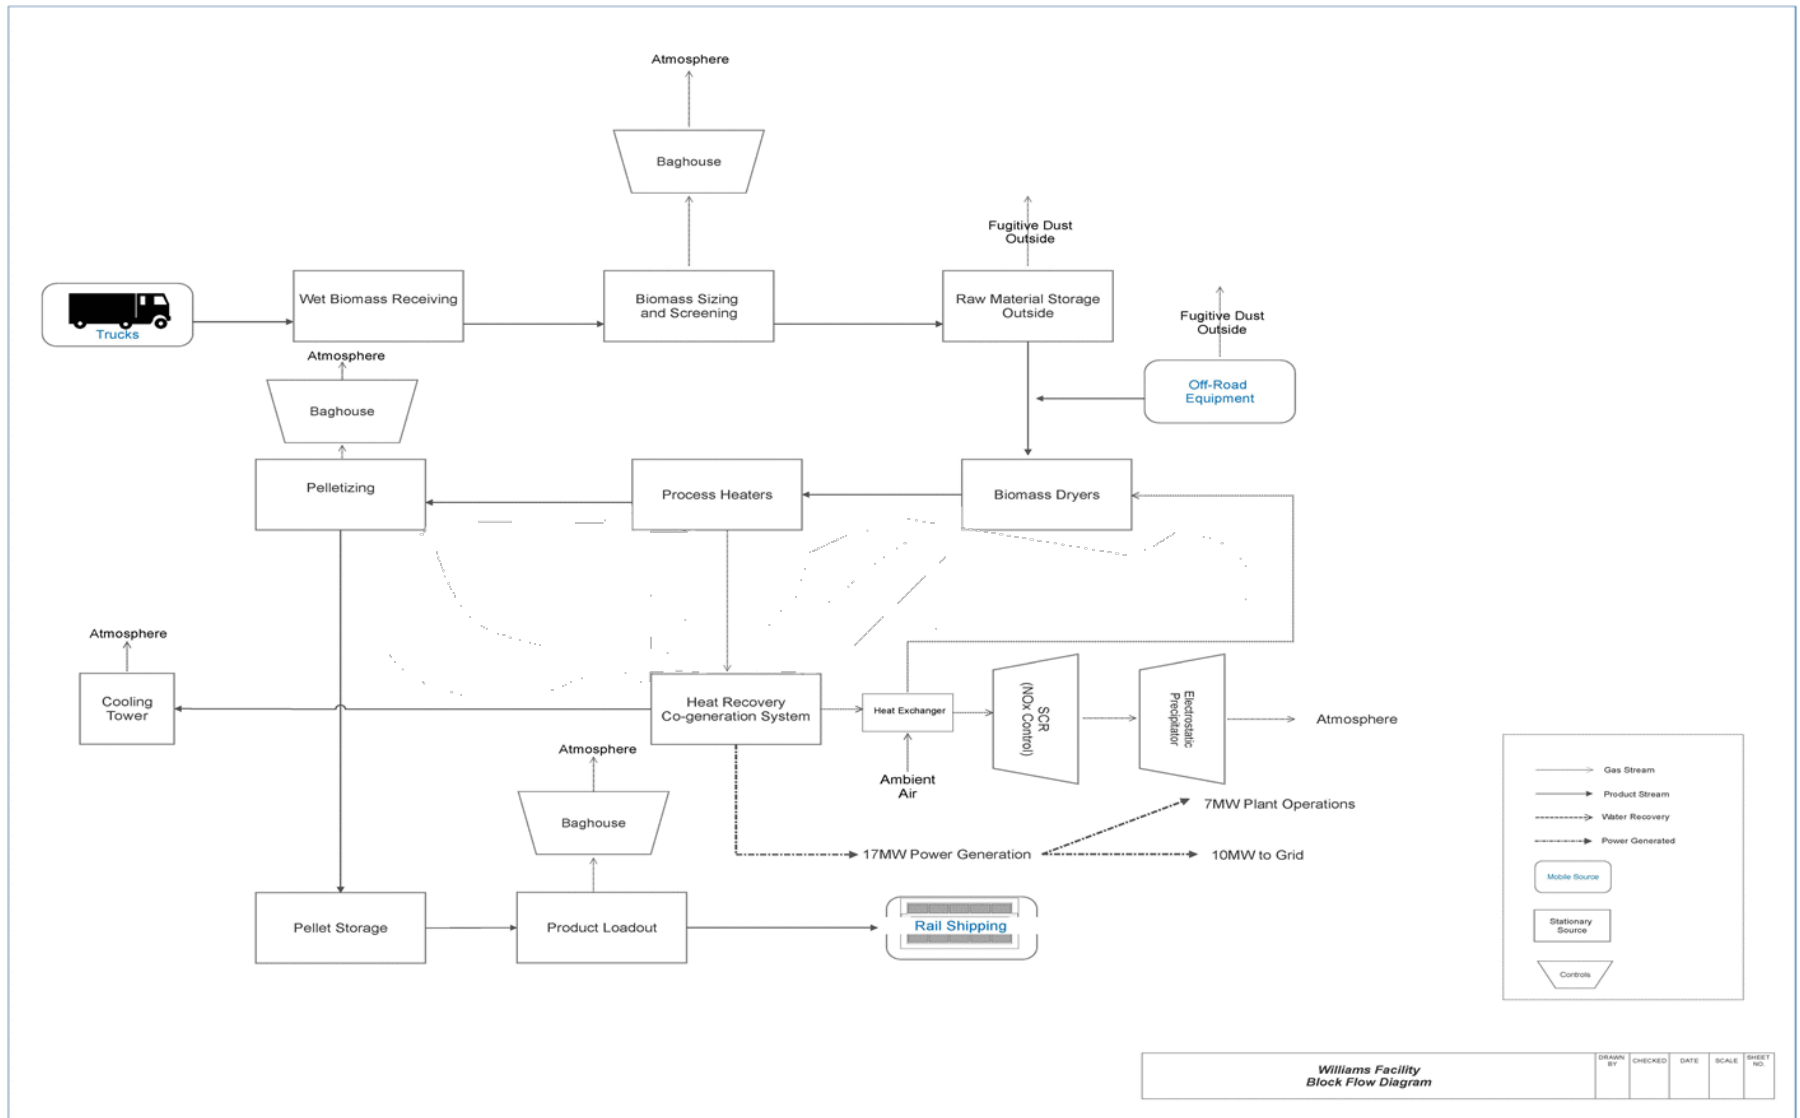 Atmosphere
Baghouse
Fugitive Dust
Outside
Trucks
Wet Biomass Receiving
Biomass Sizing
and Screening
Raw Material Storage
Outside
Fugitive Dust
Outside
Off-Road
Equipment
Atmosphere
Baghouse
Pelletizing
Process Heaters
Biomass Dryers
Atmosphere
Cooling
Tower
Heat Recovery
Co-generation System
Heat Exchanger
SCR
(NOx Control)
Electrostatic
Precipitator
Atmosphere
Ambient
Air
Atmosphere
Baghouse
7MW Plant Operations
17MW Power Generation
10MW to Grid
Pellet Storage
Product Loadout
Rail Shipping
Gas Stream
Product Stream
Water Recovery
Power Generated
Mobile Source
Stationary
Source
Controls
Williams Facility
Block Flow Diagram
DRAWN
BY
CHECKED
DATE
SCALE
SHEET
NO.